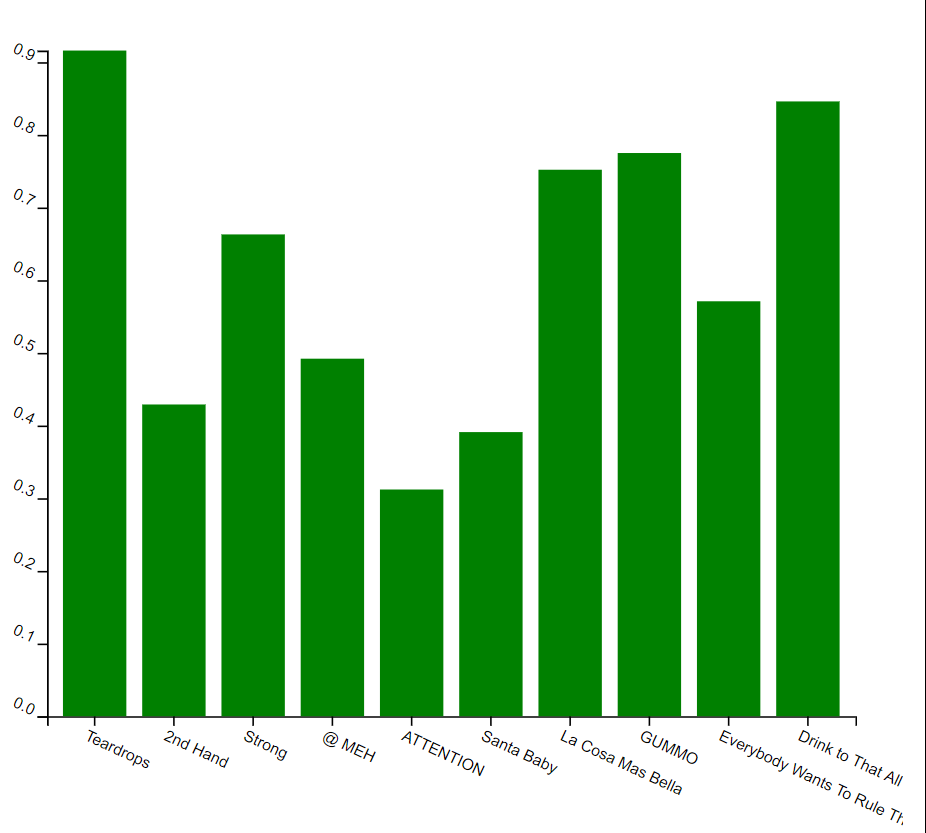 0.9
0.8
0.7
0.6
0.5
0.4
0.3
0.2
0.1
0.0
Teardrops
2nd Hand
Strong
@ MEH
ATTENTION
Santa Baby
La Cosa Mas Bella
GUMMO
Everybody Wants To Rule
Drink to That All